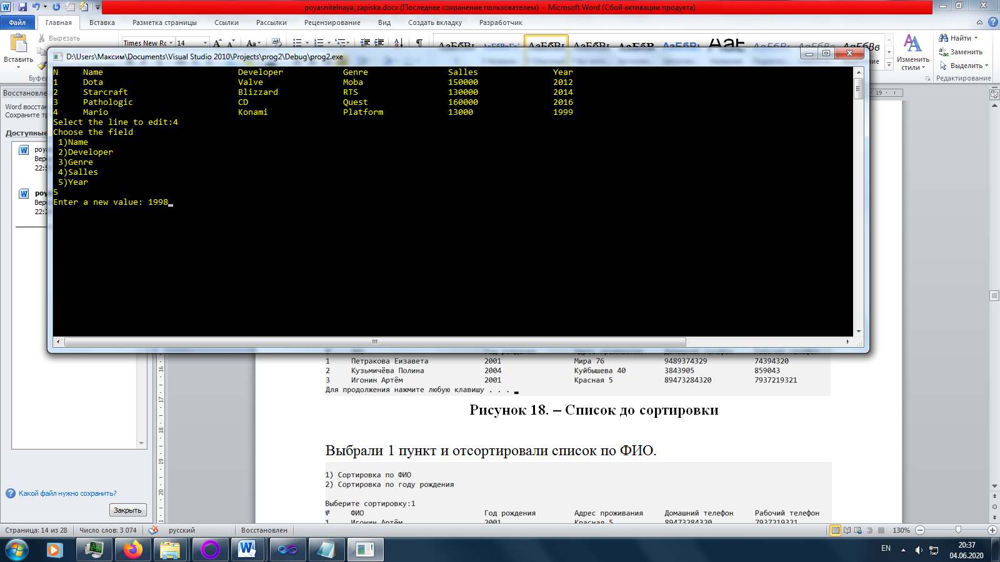 poyasnitelnaya_zapiska.docx (Последнее сохранение пользователем) - Microsoft Word (Сбой активации продукта)
Файл Главная Вставка Разметка страницы Ссылки Рассылки Рецензирование Вид Создать вкладку Разработчик
Вставить
Вырезать
Times New Rc 14
Изменить стили
Найти
Заменить
Выделить
Редактирование
D:\Users\Максим\Documents\Visual Studio 2010\Projects\prog2\Debug\prog2.exe
N Name Developer Genre Salles Year
1 Dota Valve Moba 150000 2012
2 Starcraft Blizzard RTS 130000 2014
3 Pathologic CD Quest 160000 2016
4 Mario Konami Platform 13000 1999
Select the line to edit:4
Choose the field
1)Name
2)Developer
3)Genre
4)Salles
5)Year
5
Enter a new value: 1998
Доступные
Какой файл нужно сохранить?
Закрыть
1 Петракова Еизавета 2001 Мира 76 9489374329 74394320
2 Кузьмичёва Полина 2004 Куйбышева 40 3843905 859043
3 Игонин Артём 2001 Красная 5 89473284320 7937219321
Для продолжения нажмите любую клавишу . . .
Рисунок 18. – Список до сортировки
Выбрали 1 пункт и отсортировали список по ФИО.
1) Сортировка по ФИО
2) Сортировка по году рождения
Выберите сортировку:1
№ ФИО Год рождения Адрес проживания Домашний телефон Рабочий телефон
1 Игонин Артём 2001 Красная 5 89473284320 7937219321
Страница: 14 из 28 Число слов: 3 074 русский Восстановлен 130%
EN 20:37
04.06.2020